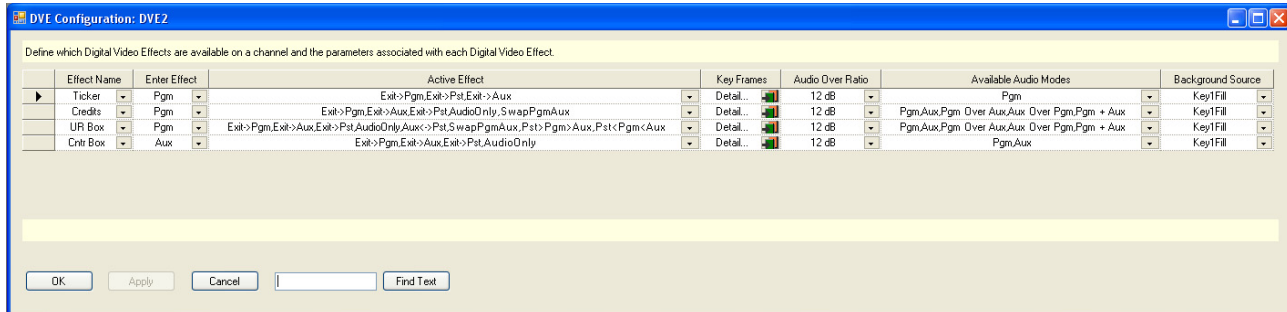 DVE Configuration: DVE2
Define which Digital Video Effects are available on a channel and the parameters associated with each Digital Video Effect.
Effect Name Enter Effect Active Effect Key Frames Audio Over Ratio Available Audio Modes Background Source
Ticker Pgm Exit->Pgm,Exit->Pst,Exit->Aux Detail... 12 dB Pgm Key1Fill
Credits Pgm Exit->Pgm,Exit->Aux,Exit->Pst,AudioOnly,SwapPgmAux Detail... 12 dB Pgm,Aux,Pgm Over Aux,Aux Over Pgm,Pgm + Aux Key1Fill
UR Box Pgm Exit->Pgm,Exit->Aux,Exit->Pst,AudioOnly,Aux<->Pst,SwapPgmAux,Pst>Pgm>Aux,Pst<Pgm<Aux Detail... 12 dB Pgm,Aux,Pgm Over Aux,Aux Over Pgm,Pgm + Aux Key1Fill
Cntr Box Aux Exit->Pgm,Exit->Aux,Exit->Pst,AudioOnly Detail... 12 dB Pgm,Aux Key1Fill
OK Apply Cancel Find Text